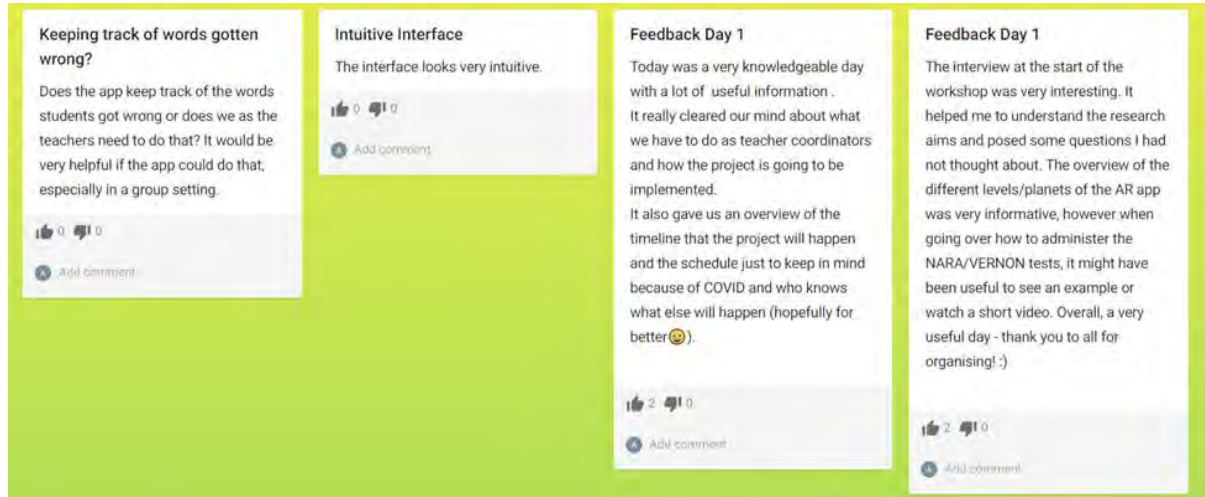 Keeping track of words gotten
wrong?
Does the app keep track of the words
students got wrong or does we as the
teachers need to do that? It would be
very helpful if the app could do that,
especially in a group setting.
0 0
A Add comment
Intuitive Interface
The interface looks very intuitive.
0 0
A Add comment
Feedback Day 1
Today was a very knowledgeable day
with a lot of useful information .
It really cleared our mind about what
we have to do as teacher coordinators
and how the project is going to be
implemented.
It also gave us an overview of the
timeline that the project will happen
and the schedule just to keep in mind
because of COVID and who knows
what else will happen (hopefully for
better😉).
2 0
A Add comment
Feedback Day 1
The interview at the start of the
workshop was very interesting. It
helped me to understand the research
aims and posed some questions I had
not thought about. The overview of the
different levels/planets of the AR app
was very informative, however when
going over how to administer the
NARA/VERNON tests, it might have
been useful to see an example or
watch a short video. Overall, a very
useful day - thank you to all for
organising! :)
2 0
A Add comment